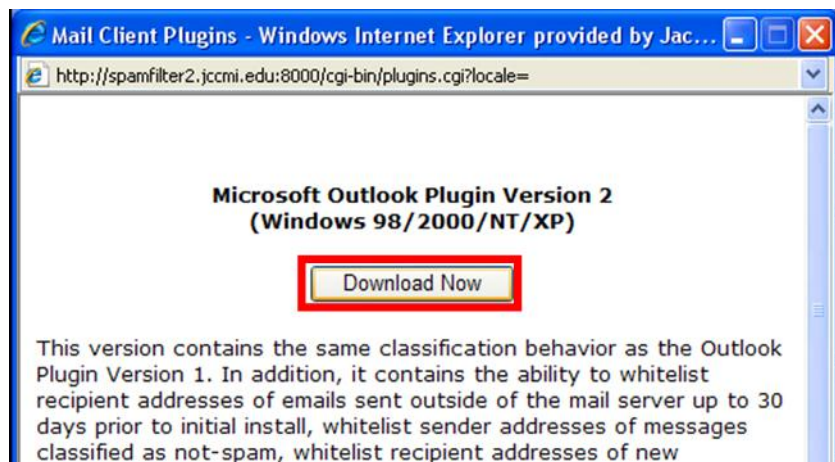 Mail Client Plugins - Windows Internet Explorer provided by Jac...
http://spamfilter2.jccmi.edu:8000/cgi-bin/plugins.cgi?locale=
Microsoft Outlook Plugin Version 2
(Windows 98/2000/NT/XP)
Download Now
This version contains the same classification behavior as the Outlook
Plugin Version 1. In addition, it contains the ability to whitelist
recipient addresses of emails sent outside of the mail server up to 30
days prior to initial install, whitelist sender addresses of messages
classified as not-spam, whitelist recipient addresses of new